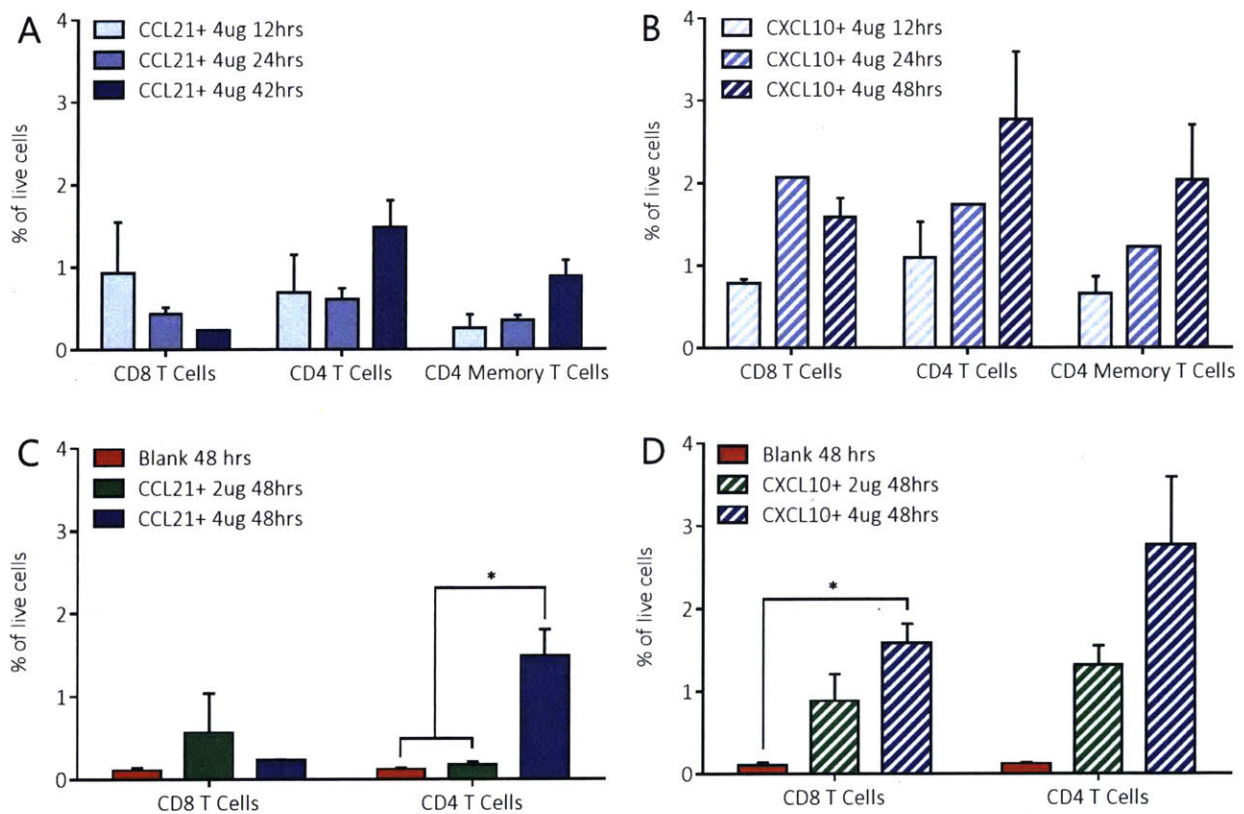 A
CCL21+ 4ug 12hrs
CCL21+ 4ug 24hrs
CCL21+ 4ug 42hrs
% of live cells
4
3
2
1
0
CD8 T Cells
CD4 T Cells
CD4 Memory T Cells
B
CXCL10+ 4ug 12hrs
CXCL10+ 4ug 24hrs
CXCL10+ 4ug 48hrs
% of live cells
4
3
2
1
0
CD8 T Cells
CD4 T Cells
CD4 Memory T Cells
C
Blank 48 hrs
CCL21+ 2ug 48hrs
CCL21+ 4ug 48hrs
% of live cells
4
3
2
1
0
*
CD8 T Cells
CD4 T Cells
D
Blank 48 hrs
CXCL10+ 2ug 48hrs
CXCL10+ 4ug 48hrs
% of live cells
4
3
2
1
0
*
CD8 T Cells
CD4 T Cells